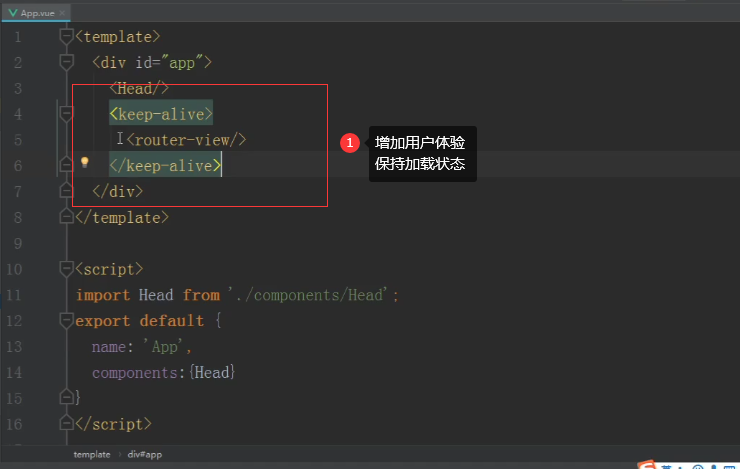 App.vue
1 <template>
2 <div id="app">
3 <Head/>
4 <keep-alive>
5 <router-view/>
6 </keep-alive>
7 </div>
8 </template>
9
10 <script>
11 import Head from './components/Head';
12 export default {
13 name: 'App',
14 components:{Head}
15 }
16 </script>
1 增加用户体验
保持加载状态
template › div#app